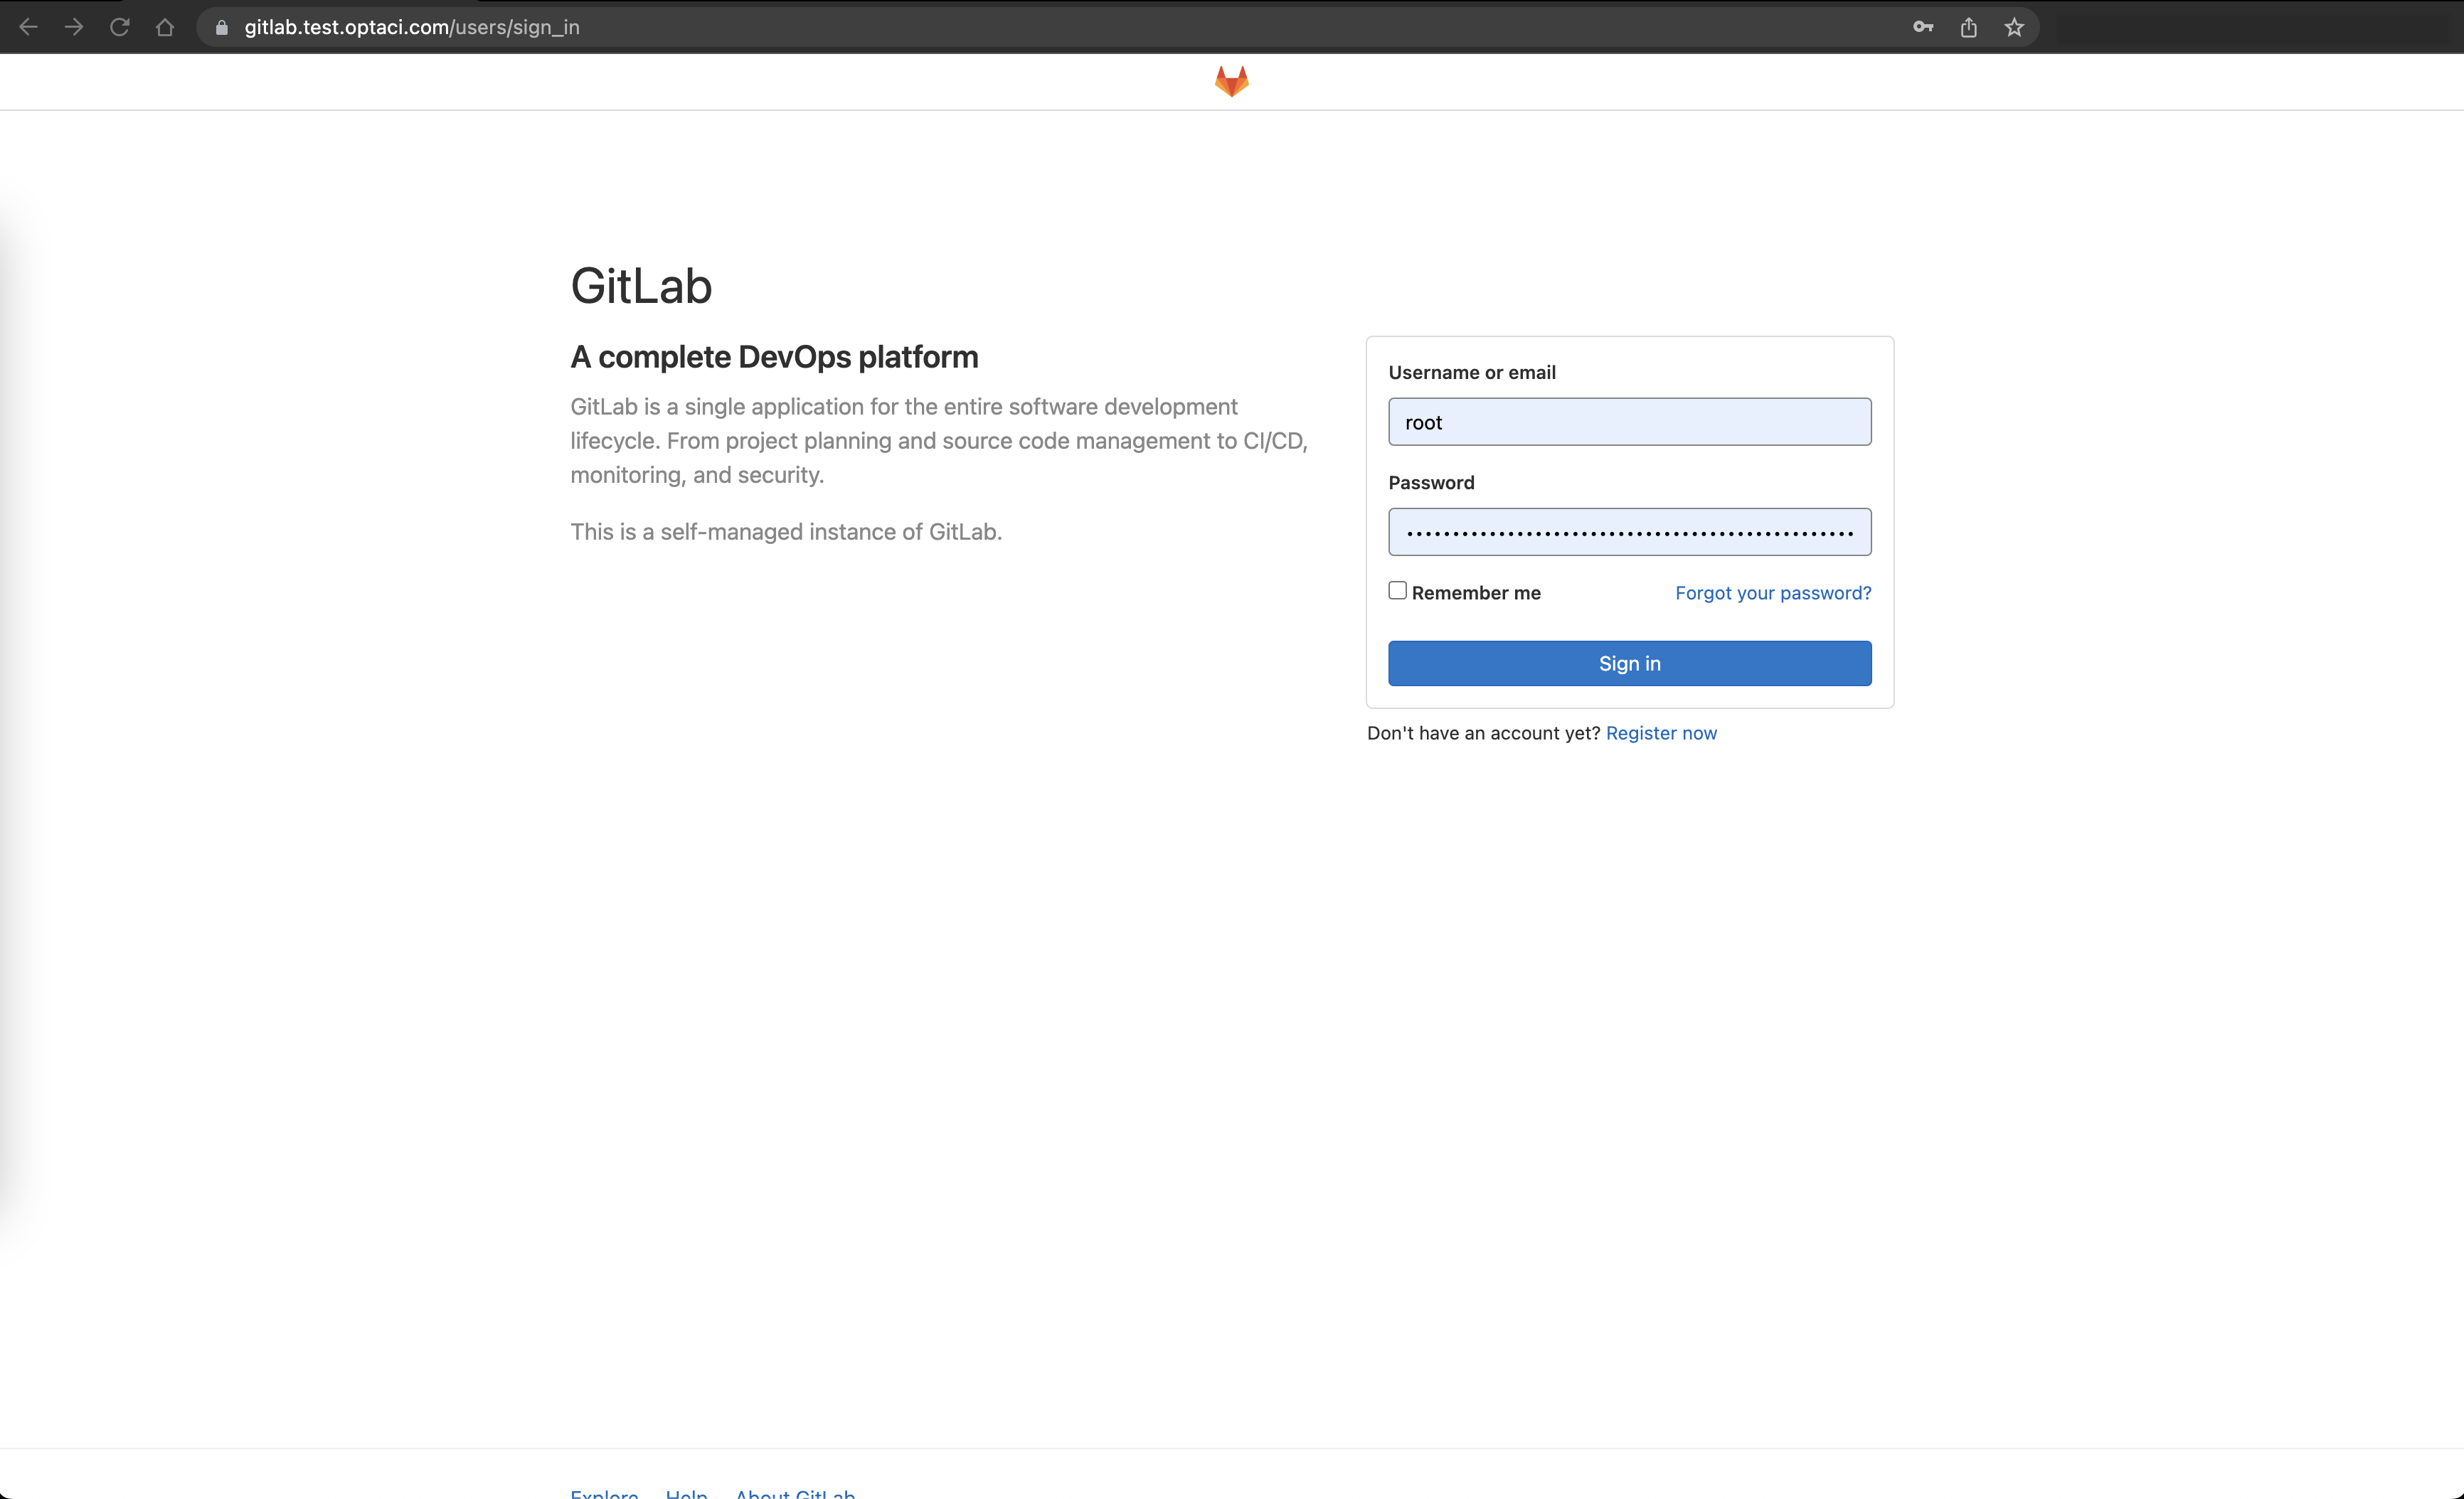 gitlab.test.optaci.com/users/sign_in
GitLab
A complete DevOps platform
GitLab is a single application for the entire software development
lifecycle. From project planning and source code management to CI/CD,
monitoring, and security.
This is a self-managed instance of GitLab.
Username or email
root
Password
Remember me
Forgot your password?
Sign in
Don't have an account yet? Register now
Explore Help About GitLab